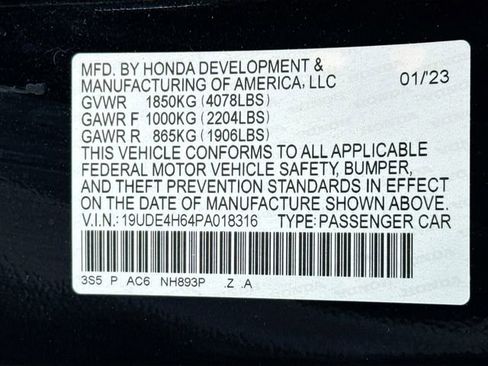 MFD. BY HONDA DEVELOPMENT &
MANUFACTURING OF AMERICA, LLC 01/23
GVWR 1850KG (4078LBS)
GAWR F 1000KG (2204LBS)
GAWR R 865KG (1906LBS)
THIS VEHICLE CONFORMS TO ALL APPLICABLE
FEDERAL MOTOR VEHICLE SAFETY, BUMPER,
AND THEFT PREVENTION STANDARDS IN EFFECT
ON THE DATE OF MANUFACTURE SHOWN ABOVE.
V.I.N.: 19UDE4H64PA018316 TYPE: PASSENGER CAR
3S5 P AC6 NH893P .Z .A